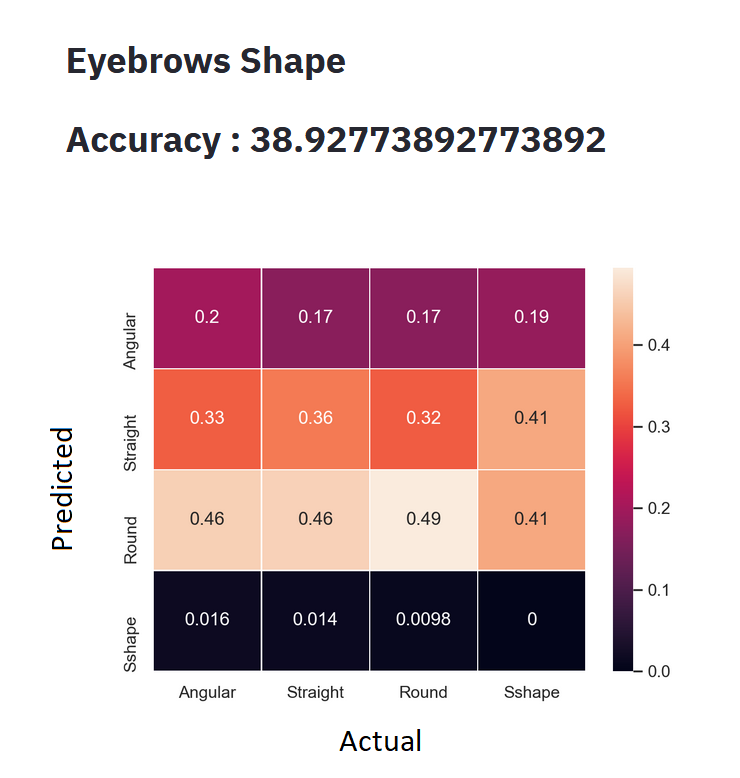 Eyebrows Shape
Accuracy : 38.92773892773892
Predicted
Angular
0.2 0.17 0.17 0.19
Straight
0.33 0.36 0.32 0.41
Round
0.46 0.46 0.49 0.41
Sshape
0.016 0.014 0.0098 0
Angular Straight Round Sshape
Actual
0.4
0.3
0.2
0.1
0.0